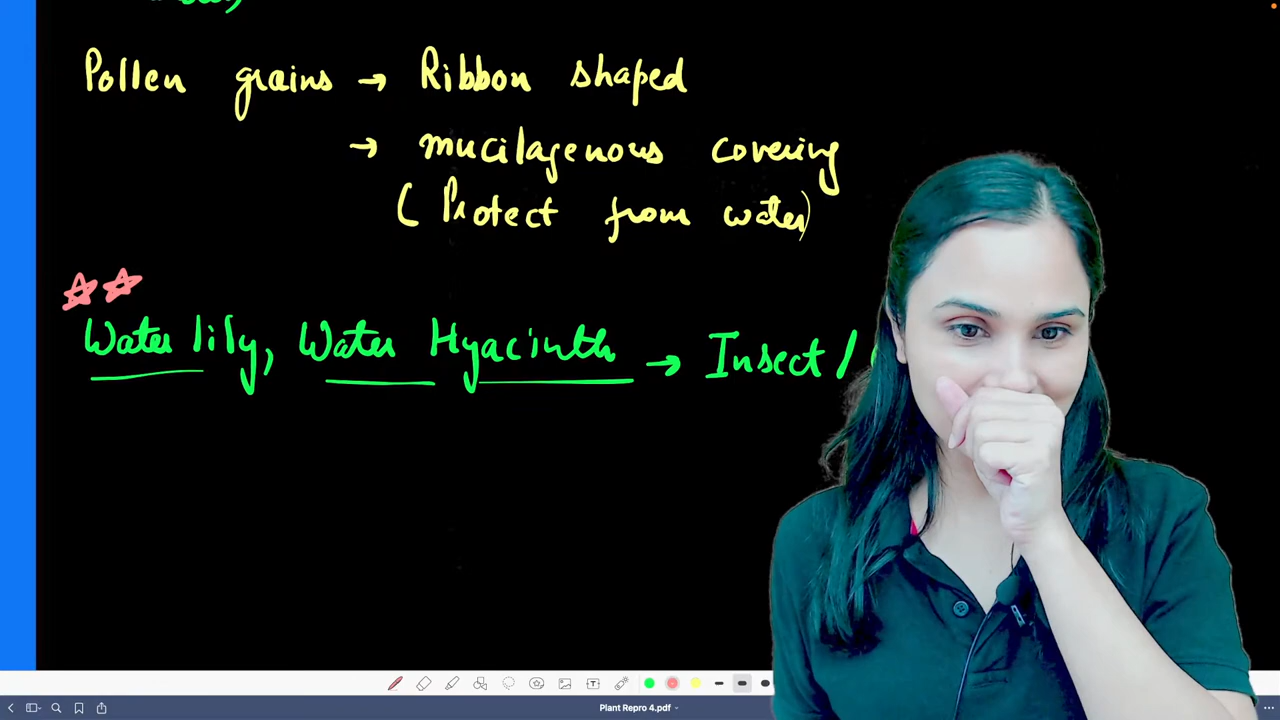 Pollen grains → Ribbon shaped
→ mucilagenous covering
(Protect from water)
Water lily, Water Hyacinth → Insect /
Plant Repro 4.pdf